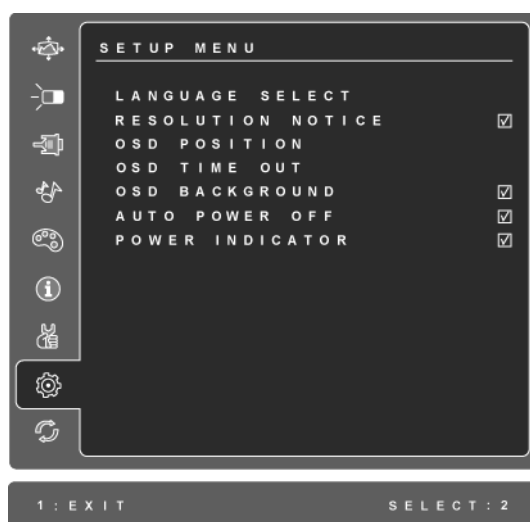 SETUP MENU
LANGUAGE SELECT
RESOLUTION NOTICE
OSD POSITION
OSD TIME OUT
OSD BACKGROUND
AUTO POWER OFF
POWER INDICATOR
1:EXIT SELECT:2